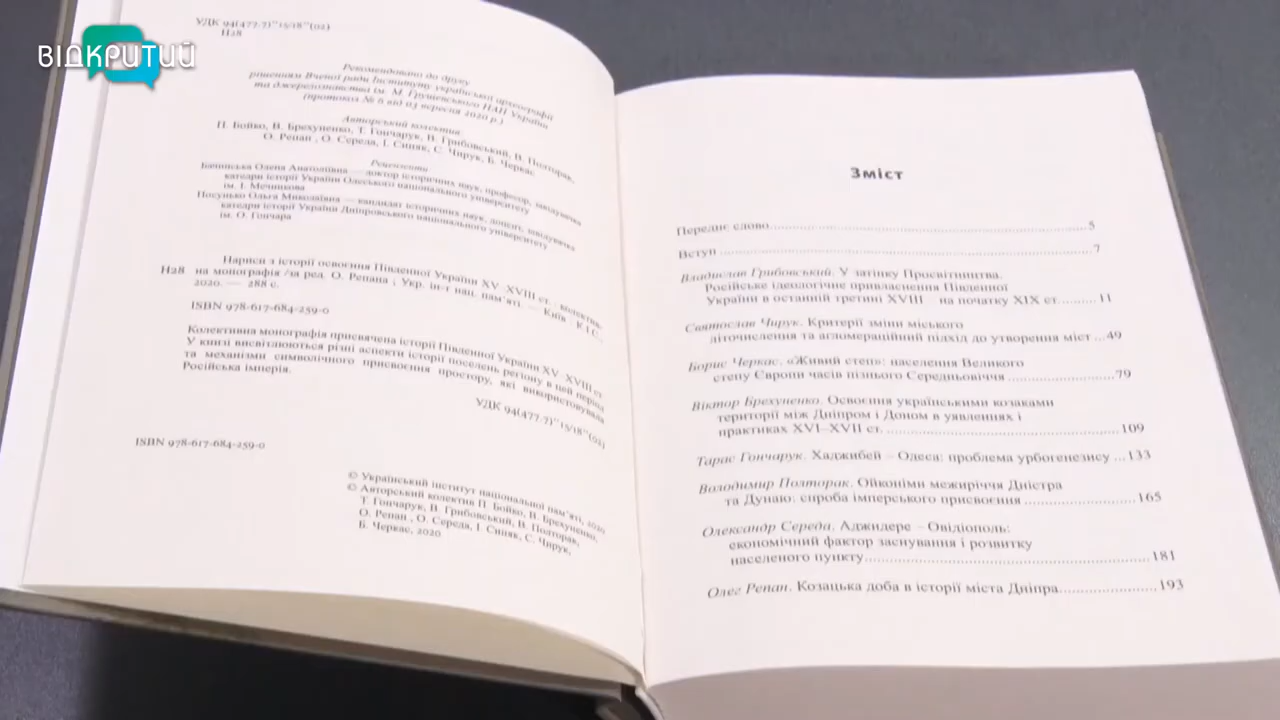 ВІДКРИТИЙ
УДК 94(477.7)"15/18"(02)
Н28
Рекомендовано до друку
рішенням Вченої ради Інституту української археографії
та джерелознавства ім. М. Грушевського НАН України
(протокол № 6 від 03 вересня 2020 р.)
Авторський колектив
П. Бойко, В. Брехуненко, Т. Гончарук, В. Грибовський, В. Полторак,
О. Репан , О. Середа, І. Синяк, С. Чирук, Б. Черкас
Рецензенти
Олена Анатоліївна — доктор історичних наук, професор, завідувачка
катедри історії України Одеського національного університету
ім. І. Мечникова
Посунько Ольга Миколаївна — кандидат історичних наук, доцент, завідувачка
катедри історії України Дніпровського національного університету
ім. О. Гончара
Нариси з історії освоєння Південної України XV–XVIII ст. : колектив-
Н28 на монографія /за ред. О. Репана ; Укр. ін-т нац. пам'яті. — Київ : К.І.С.,
2020. — 288 с.
ISBN 978-617-684-259-0
Колективна монографія присвячена історії Південної України XV–XVIII ст.
У книзі висвітлюються різні аспекти історії поселень регіону в цей період
та механізми символічного присвоєння простору, які використовувала
Російська імперія.
УДК 94(477.7)"15/18"(02)
ISBN 978-617-684-259-0
© Український інститут національної пам'яті, 2020
© Авторський колектив П. Бойко, В. Брехуненко,
Т. Гончарук, В. Грибовський, В. Полторак,
О. Репан , О. Середа, І. Синяк, С. Чирук,
Б. Черкас, 2020
Зміст
Переднє слово 5
Вступ 7
Владислав Грибовський. У затінку Просвітництва.
Російське ідеологічне привласнення Південної
України в останній третині XVIII – на початку XIX ст. 11
Святослав Чирук. Критерії зміни міського
літочислення та агломераційний підхід до утворення міст 49
Борис Черкас. «Живий степ»: населення Великого
степу Європи часів пізнього Середньовіччя 79
Віктор Брехуненко. Освоєння українськими козаками
території між Дніпром і Доном в уявленнях і
практиках XVI–XVII ст. 109
Тарас Гончарук. Хаджибей – Одеса: проблема урбогенезису 133
Володимир Полторак. Ойконіми межиріччя Дністра
та Дунаю: спроба імперського присвоєння 165
Олександр Середа. Аджидере – Овідіополь:
економічний фактор заснування і розвитку
населеного пункту 181
Олег Репан. Козацька доба в історії міста Дніпра 193